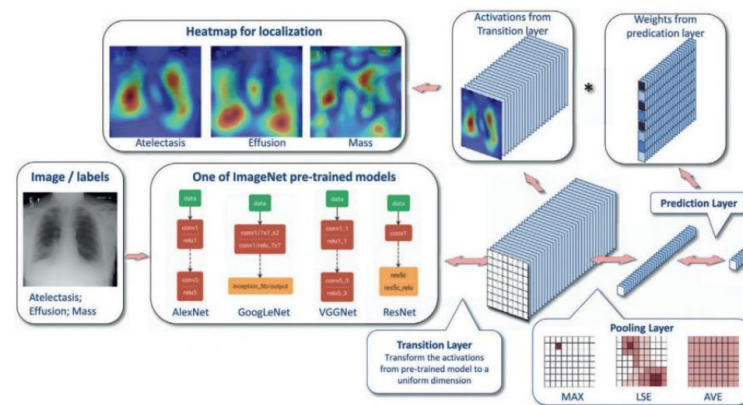 Heatmap for localization
Atelectasis
Effusion
Mass
Activations from
Transition layer
*
Weights from
predication layer
Image / labels
Atelectasis;
Effusion; Mass
One of ImageNet pre-trained models
data
conv1
relu1
conv5
relu5
AlexNet
data
conv1/7x7_s2
conv1/relu_7x7
inception_5b/output
GoogLeNet
data
conv1_1
relu1_1
conv5_3
relu5_3
VGGNet
data
conv1
res5c
res5c_relu
ResNet
Prediction Layer
Transition Layer
Transform the activations
from pre-trained model to a
uniform dimension
Pooling Layer
MAX
LSE
AVE